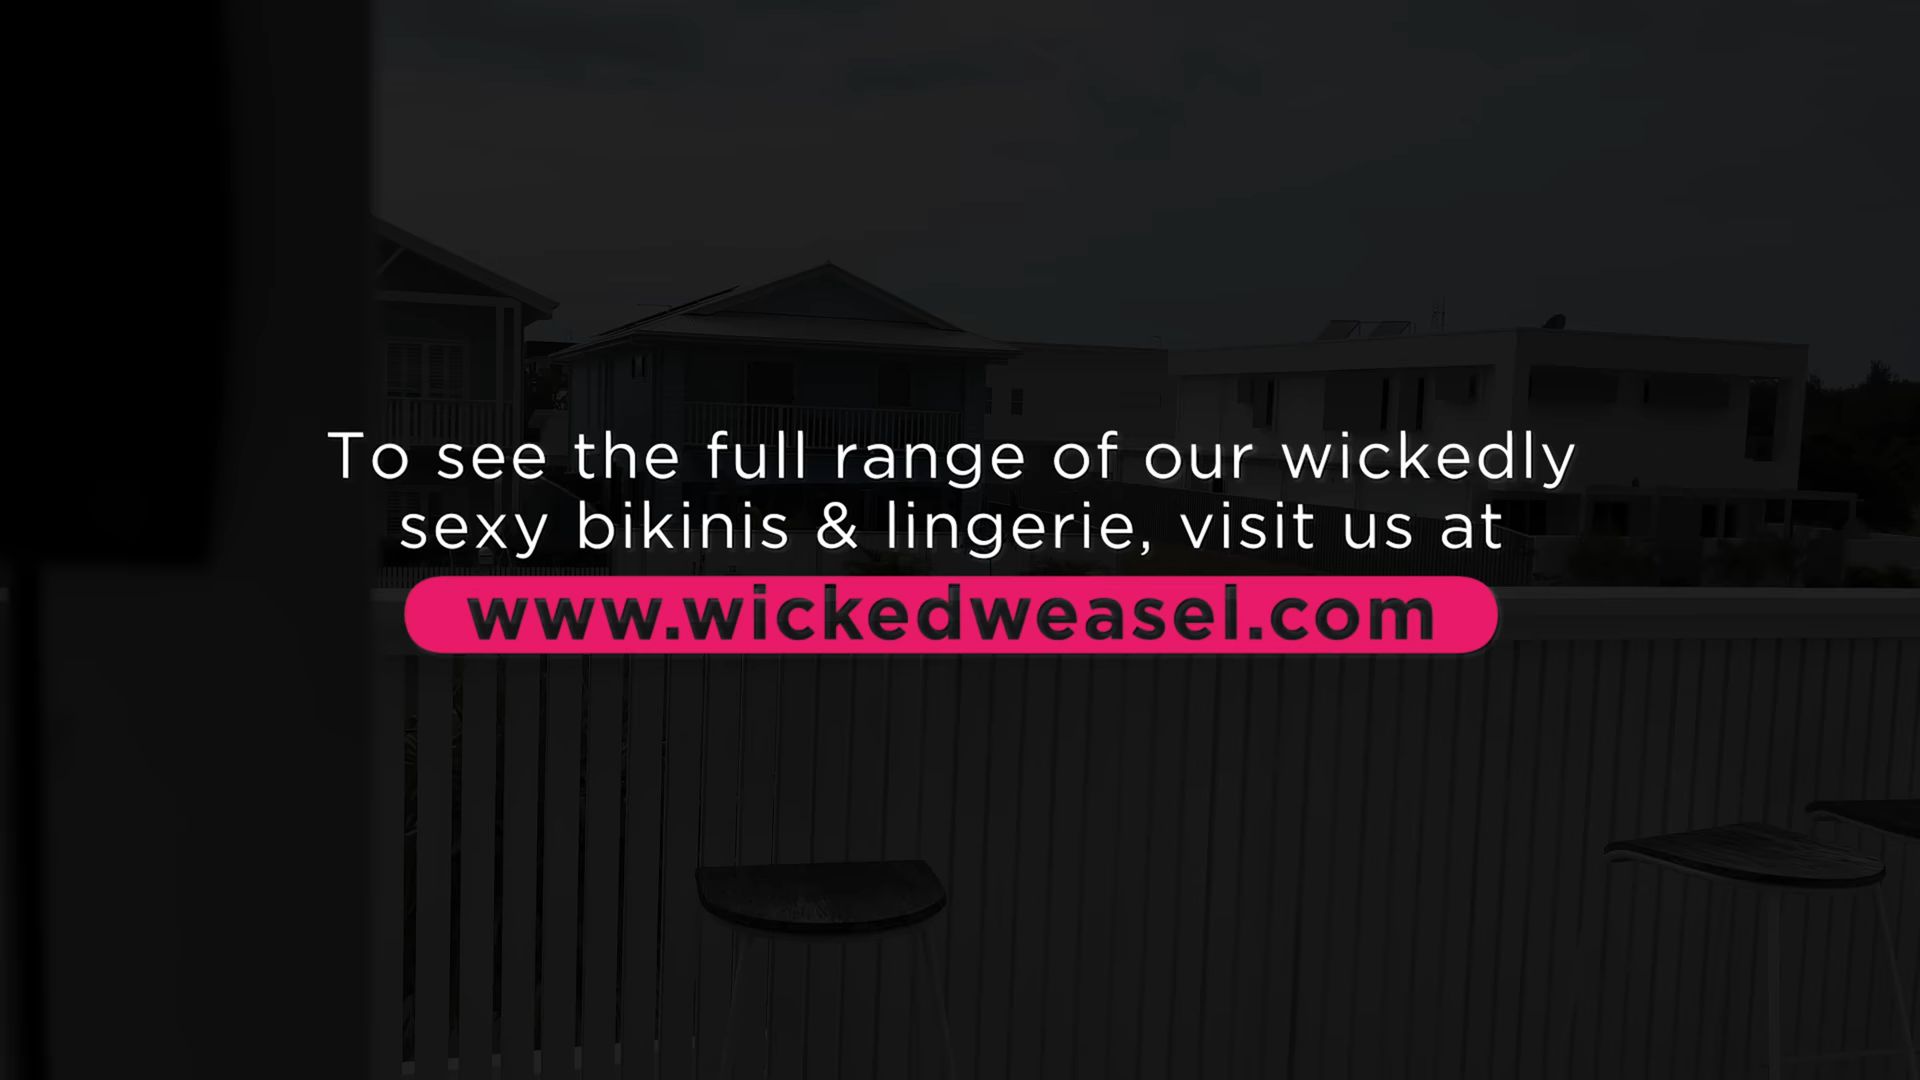 To see the full range of our wickedly
sexy bikinis & lingerie, visit us at
www.wickedweasel.com